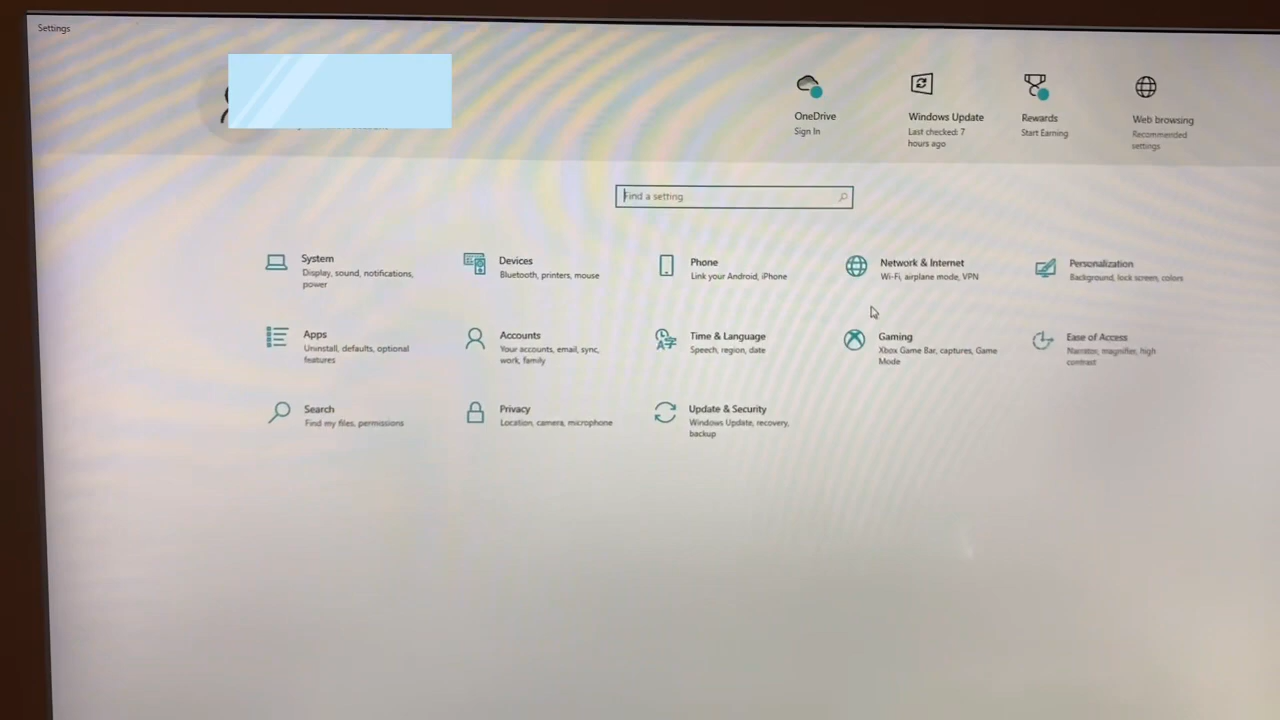 Settings
OneDrive
Sign In
Windows Update
Last checked: 7
hours ago
Rewards
Start Earning
Web browsing
Recommended
settings
Find a setting
System
Display, sound, notifications,
power
Devices
Bluetooth, printers, mouse
Phone
Link your Android, iPhone
Network & Internet
Wi-Fi, airplane mode, VPN
Personalization
Background, lock screen, colors
Apps
Uninstall, defaults, optional
features
Accounts
Your accounts, email, sync,
work, family
Time & Language
Speech, region, date
Gaming
Xbox Game Bar, captures, Game
Mode
Ease of Access
Narrator, magnifier, high
contrast
Search
Find my files, permissions
Privacy
Location, camera, microphone
Update & Security
Windows Update, recovery,
backup